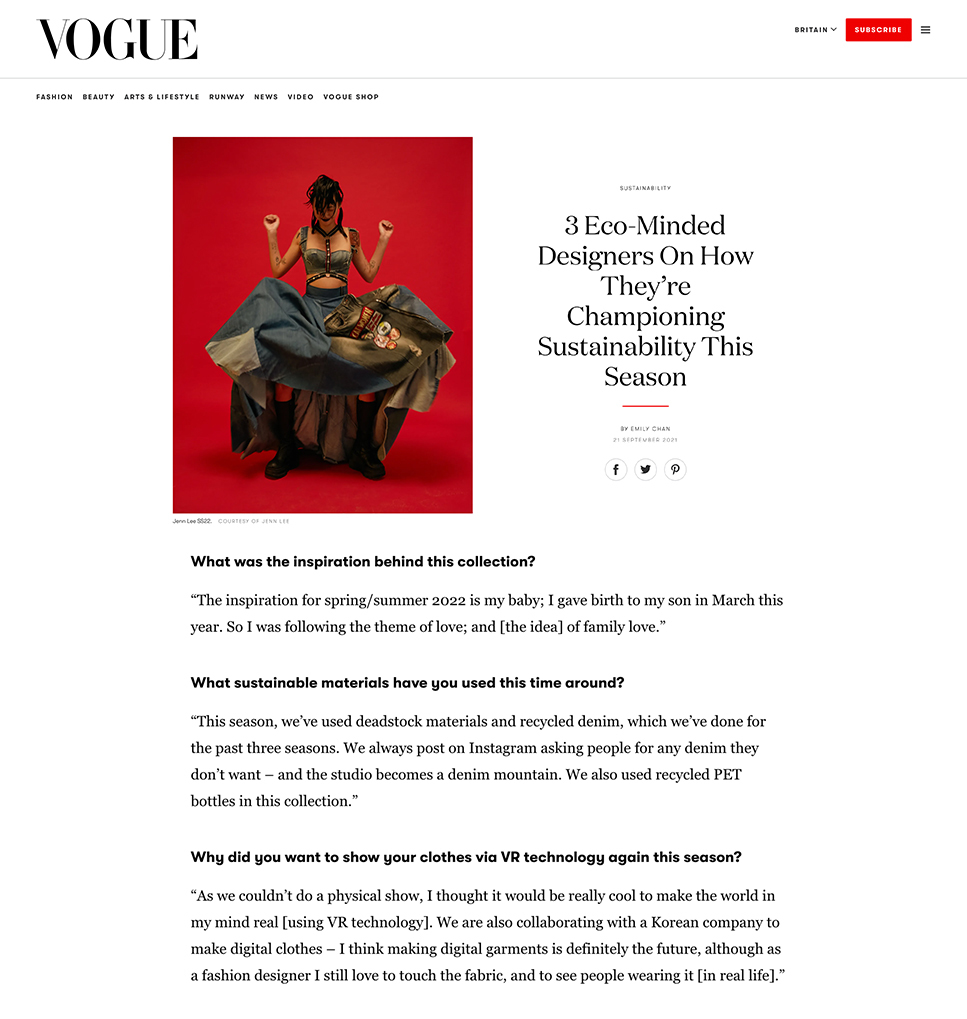 VOGUE
BRITAIN
SUBSCRIBE
FASHION BEAUTY ARTS & LIFESTYLE RUNWAY NEWS VIDEO VOGUE SHOP
SUSTAINABILITY
3 Eco-Minded
Designers On How
They’re
Championing
Sustainability This
Season
BY EMILY CHAN
21 SEPTEMBER 2021
Jenn Lee SS22. COURTESY OF JENN LEE
What was the inspiration behind this collection?
“The inspiration for spring/summer 2022 is my baby; I gave birth to my son in March this
year. So I was following the theme of love; and [the idea] of family love.”
What sustainable materials have you used this time around?
“This season, we’ve used deadstock materials and recycled denim, which we’ve done for
the past three seasons. We always post on Instagram asking people for any denim they
don’t want – and the studio becomes a denim mountain. We also used recycled PET
bottles in this collection.”
Why did you want to show your clothes via VR technology again this season?
“As we couldn’t do a physical show, I thought it would be really cool to make the world in
my mind real [using VR technology]. We are also collaborating with a Korean company to
make digital clothes – I think making digital garments is definitely the future, although as
a fashion designer I still love to touch the fabric, and to see people wearing it [in real life].”